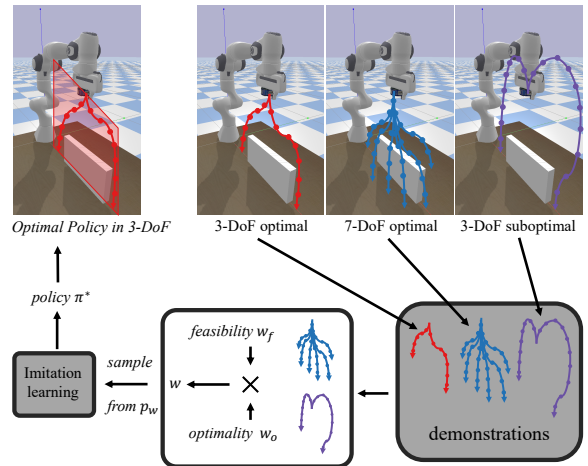 Optimal Policy in 3-DoF
3-DoF optimal
7-DoF optimal
3-DoF suboptimal
policy π*
feasibility w_f
Imitation
learning
sample
from p_w
w
×
optimality w_o
demonstrations